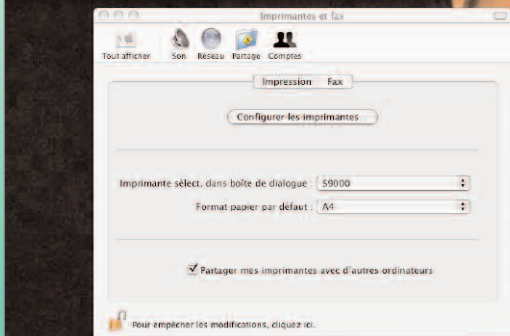 Imprimantes et fax
Tout afficher Son Réseau Partage Comptes
Impression Fax
Configurer les imprimantes...
Imprimante sélect. dans boîte de dialogue : S9000
Format papier par défaut : A4
Partager mes imprimantes avec d'autres ordinateurs
Pour empêcher les modifications, cliquez ici.